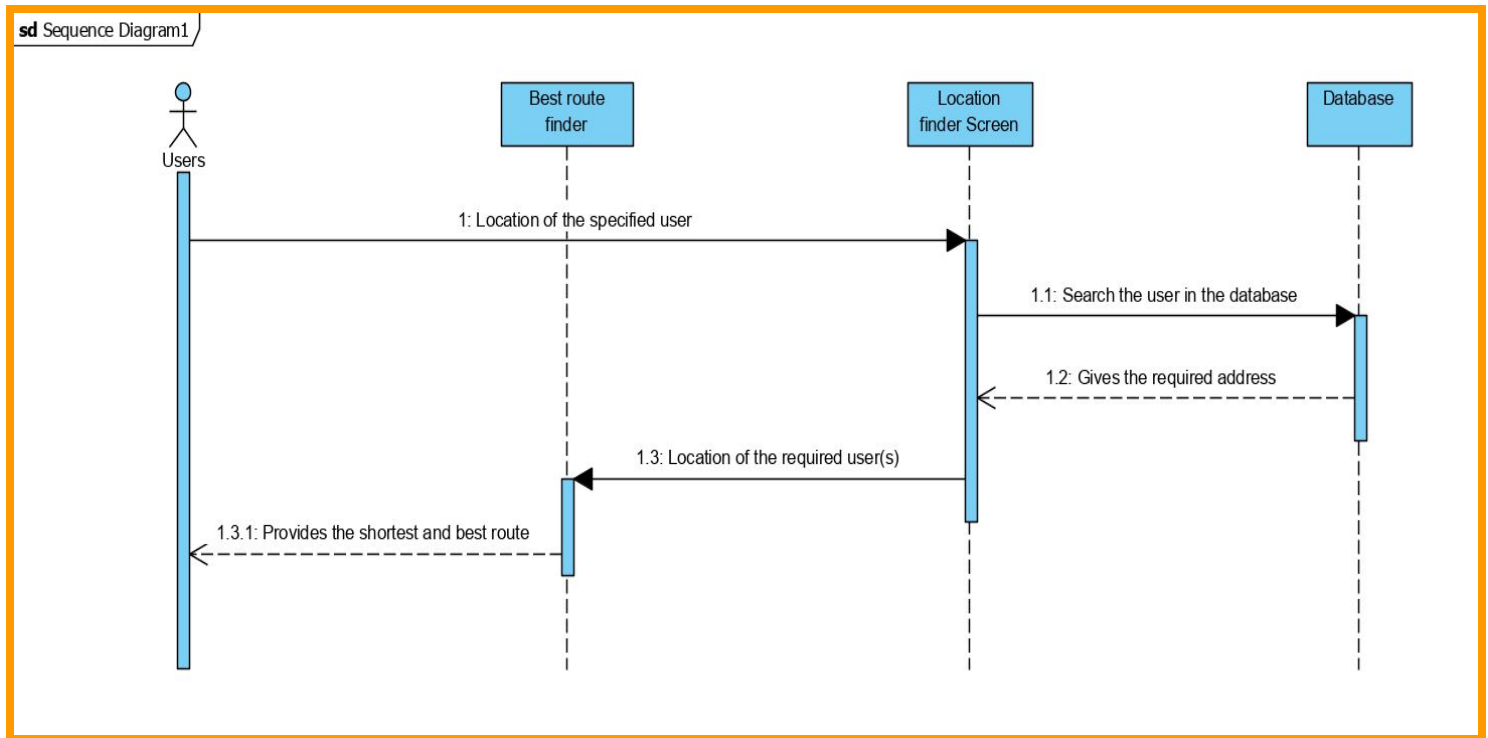 sd Sequence Diagram1
Users
Best route
finder
Location
finder Screen
Database
1: Location of the specified user
1.1: Search the user in the database
1.2: Gives the required address
1.3: Location of the required user(s)
1.3.1: Provides the shortest and best route